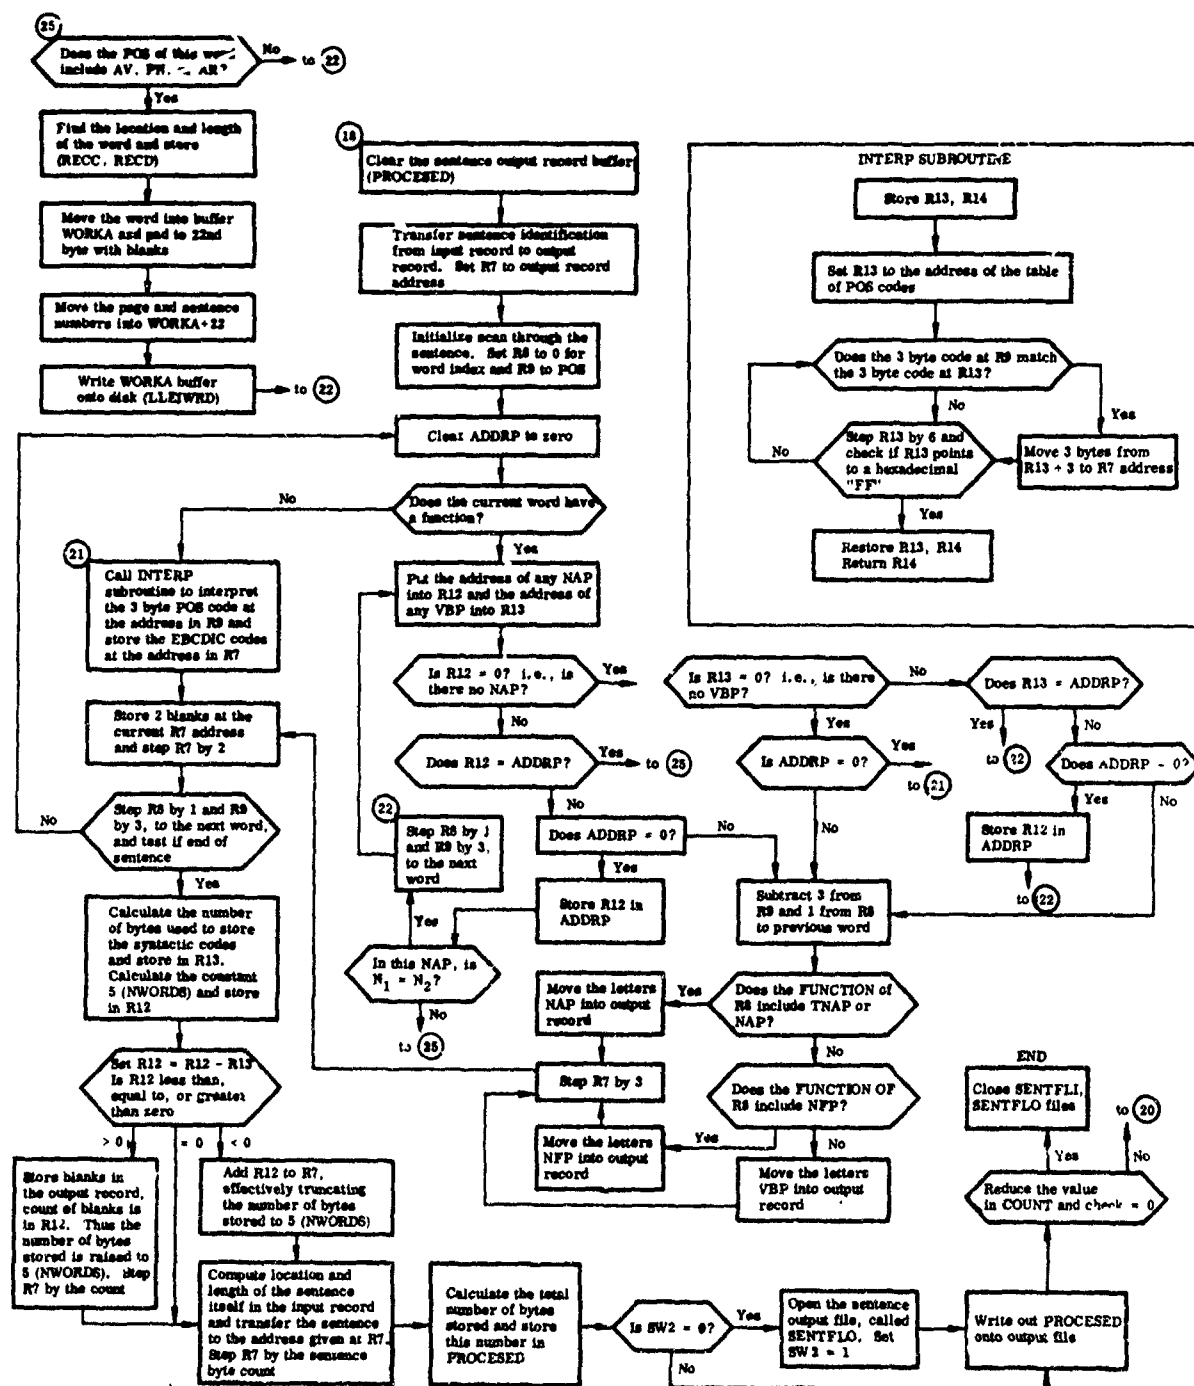 25
Does the POS of this
include AV, PN, AR?
No
to 22
Yes
Find the location and length
of the word and store
(RECC, RECD)
Move the word into buffer
WORKA and pad to 22nd
byte with blanks
Move the page and sentence
numbers into WORKA+22
Write WORKA buffer
onto disk (LLEIWRD)
to 22
18
Clear the sentence output record buffer
(PROCESED)
Transfer sentence identification
from input record to output
record. Set R7 to output record
address
Initialize scan through the
sentence. Set R8 to 0 for
word index and R9 to POS
Clear ADDRP to zero
Does the current word have
a function?
No
Yes
INTERP SUBROUTINE
Store R13, R14
Set R13 to the address of the table
of POS codes
Does the 3 byte code at R9 match
the 3 byte code at R13?
No
Yes
Step R13 by 6 and
check if R13 points
to a hexadecimal
"FF"
No
Move 3 bytes from
R13 + 3 to R7 address
Yes
Restore R13, R14
Return R14
21
Call INTERP
subroutine to interpret
the 3 byte POS code at
the address in R9 and
store the EBCDIC codes
at the address in R7
Store 2 blanks at the
current R7 address
and step R7 by 2
Step R8 by 1 and R9
by 3, to the next word,
and test if end of
sentence
No
Yes
Calculate the number
of bytes used to store
the syntactic codes
and store in R13.
Calculate the constant
5 (NWORDS) and store
in R12
Set R12 = R12 - R13
Is R12 less than,
equal to, or greater
than zero
> 0
= 0
< 0
Store blanks in
the output record,
count of blanks is
in R12. Thus the
number of bytes
stored is raised to
5 (NWORDS). Step
R7 by the count
Add R12 to R7,
effectively truncating
the number of bytes
stored to 5 (NWORDS)
Put the address of any NAP
into R12 and the address of
any VBP into R13
Is R12 = 0? i.e., is
there no NAP?
Yes
No
Does R12 = ADDRP?
Yes
to 25
No
22
Step R8 by 1
and R9 by 3,
to the next
word
Does ADDRP = 0?
No
Yes
Store R12 in
ADDRP
Yes
In this NAP, is
N1 = N2?
No
to 25
Is R13 = 0? i.e., is there
no VBP?
No
Yes
Is ADDRP = 0?
Yes
to 21
No
Does R13 = ADDRP?
Yes
to 22
No
Does ADDRP = 0?
Yes
No
Store R12 in
ADDRP
to 22
Subtract 3 from
R9 and 1 from R8
to previous word
Does the FUNCTION of
R8 include TNAP or
NAP?
Yes
Move the letters
NAP into output
record
No
Step R7 by 3
Does the FUNCTION OF
R8 include NFP?
Yes
Move the letters
NFP into output
record
No
Move the letters
VBP into output
record
END
Close SENTFLI,
SENTFLO files
to 20
Yes
No
Reduce the value
in COUNT and check = 0
Compute location and
length of the sentence
itself in the input record
and transfer the sentence
to the address given at R7.
Step R7 by the sentence
byte count
Calculate the total
number of bytes
stored and store
this number in
PROCESED
Is SW2 = 0?
Yes
No
Open the sentence
output file, called
SENTFLO. Set
SW2 = 1
Write out PROCESED
onto output file